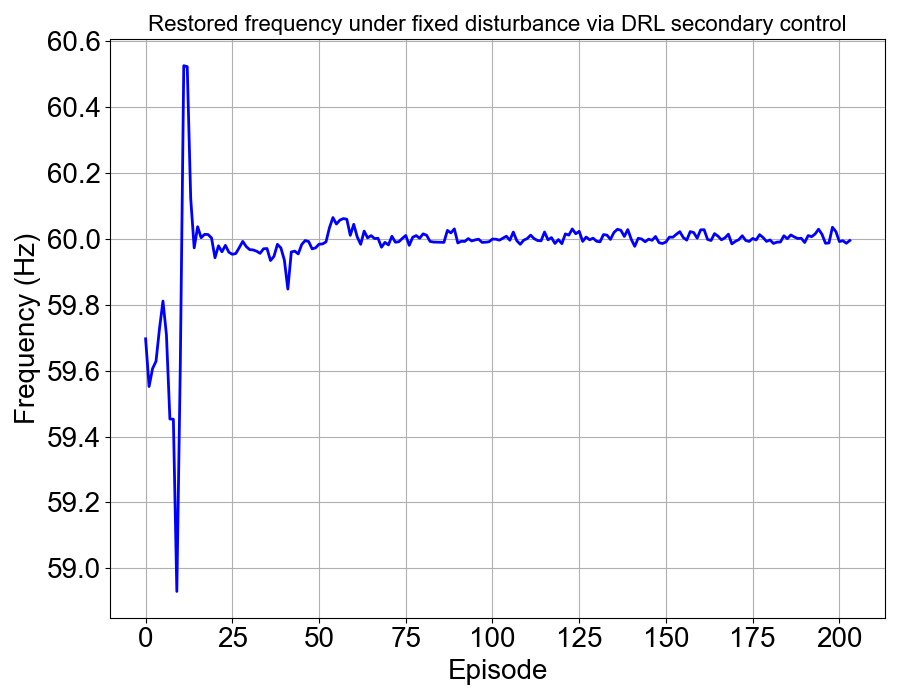 Restored frequency under fixed disturbance via DRL secondary control
60.6
60.4
60.2
60.0
59.8
59.6
59.4
59.2
59.0
Frequency (Hz)
0 25 50 75 100 125 150 175 200
Episode